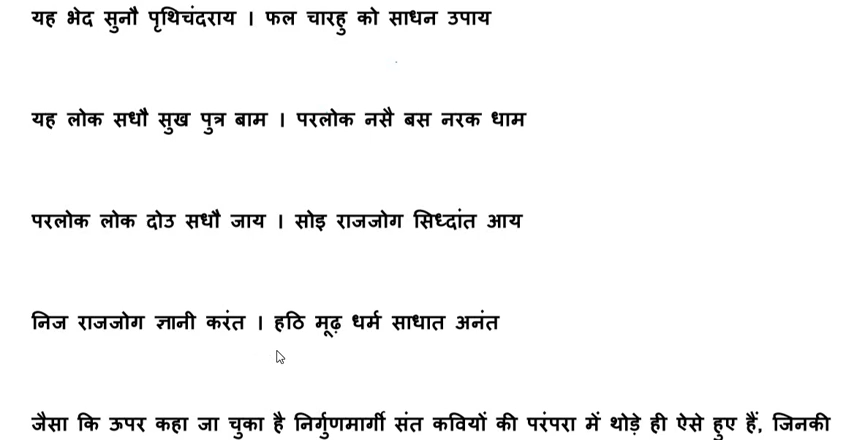 यह भेद सुनौ पृथिचंदराय । फल चारहु को साधन उपाय
यह लोक सधौ सुख पुत्र बाम । परलोक नसै बस नरक धाम
परलोक लोक दोउ सधौ जाय । सोइ राजजोग सिध्दांत आय
निज राजजोग ज्ञानी करंत । हठि मूढ़ धर्म साधात अनंत
जैसा कि ऊपर कहा जा चुका है निर्गुणमार्गी संत कवियों की परंपरा में थोड़े ही ऐसे हुए हैं, जिनकी